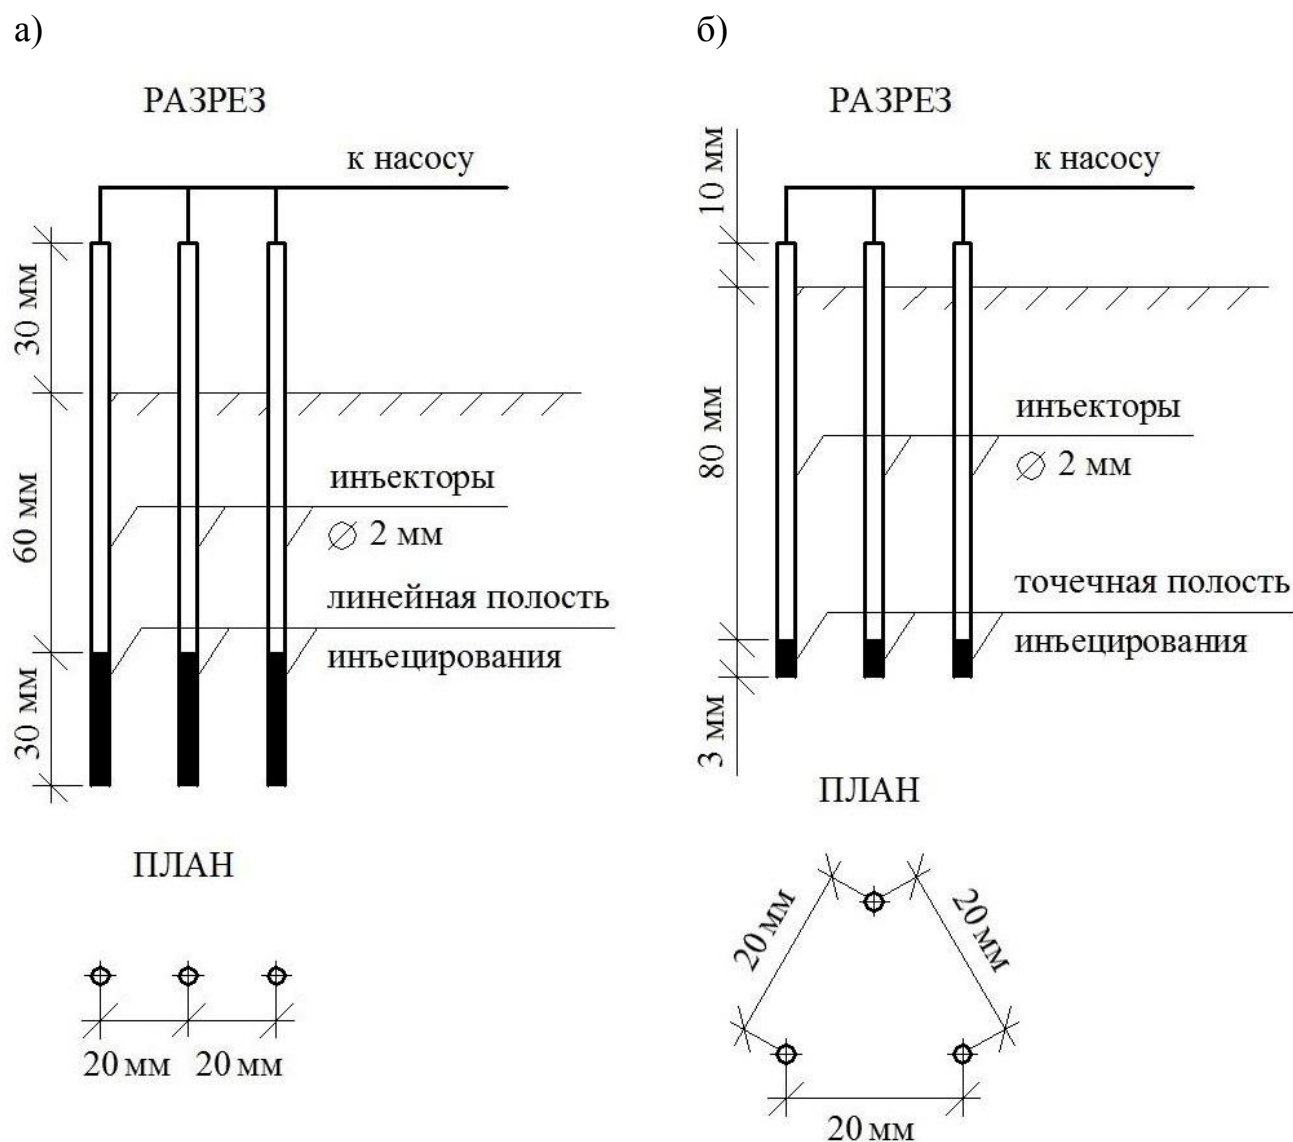 а)
РАЗРЕЗ
к насосу
30 мм
60 мм
инъекторы
∅ 2 мм
линейная полость
инъецирования
30 мм
ПЛАН
20 мм
20 мм
б)
РАЗРЕЗ
10 мм
к насосу
80 мм
инъекторы
∅ 2 мм
точечная полость
инъецирования
3 мм
ПЛАН
20 мм
20 мм
20 мм